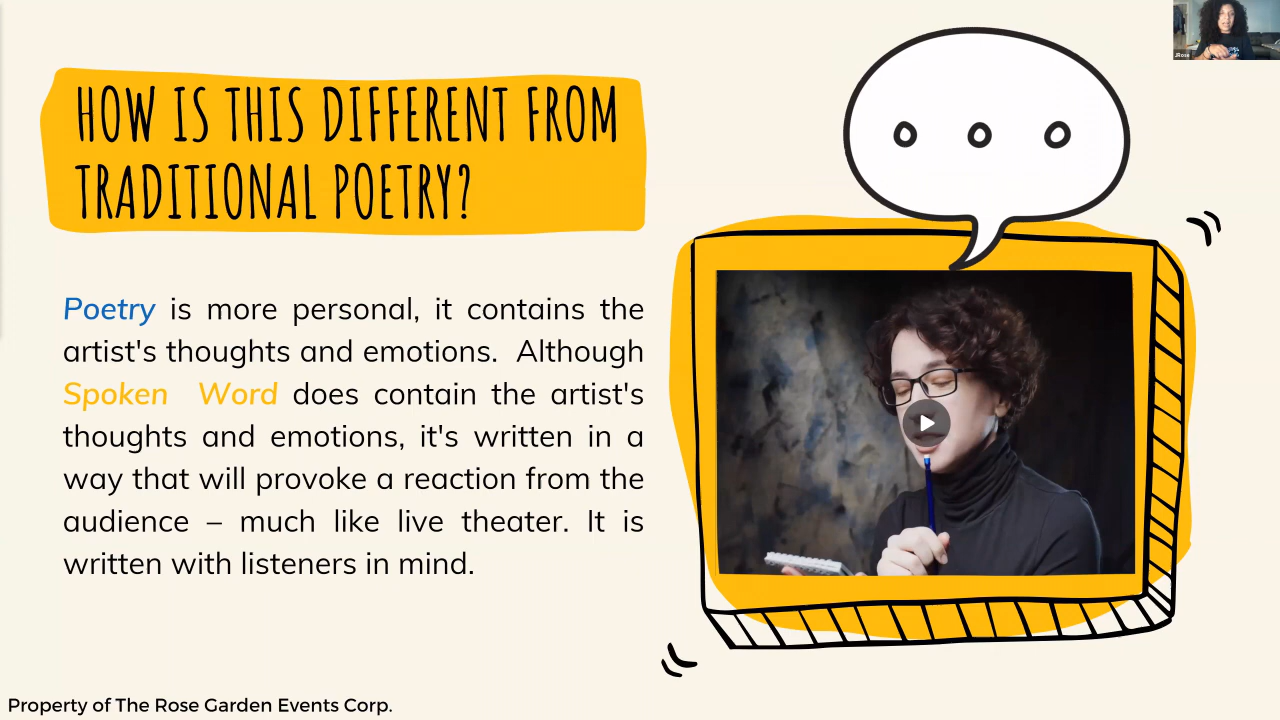 HOW IS THIS DIFFERENT FROM
TRADITIONAL POETRY?
Poetry is more personal, it contains the
artist's thoughts and emotions. Although
Spoken Word does contain the artist's
thoughts and emotions, it's written in a
way that will provoke a reaction from the
audience – much like live theater. It is
written with listeners in mind.
Property of The Rose Garden Events Corp.
JRose